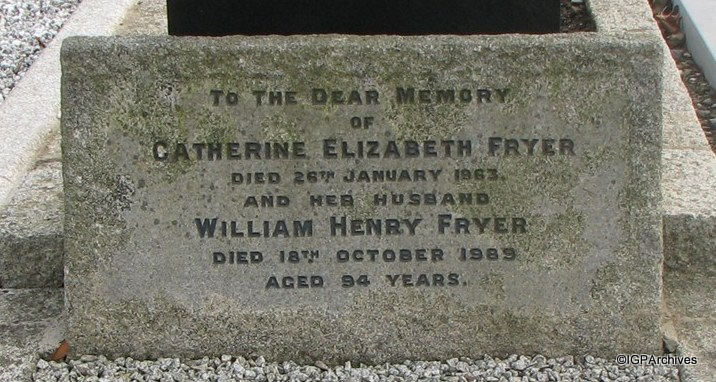 To the Dear Memory
of
Catherine Elizabeth Fryer
died 26th January 1963.
and her husband
William Henry Fryer
died 18th October 1989
aged 94 years.
©IGPArchives